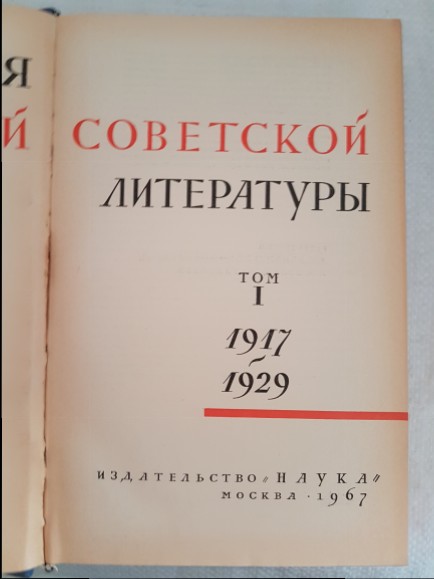 Я
Й
СОВЕТСКОЙ
ЛИТЕРАТУРЫ
ТОМ
I
1917
~
1929
ИЗДАТЕЛЬСТВО „НАУКА"
МОСКВА · 1967